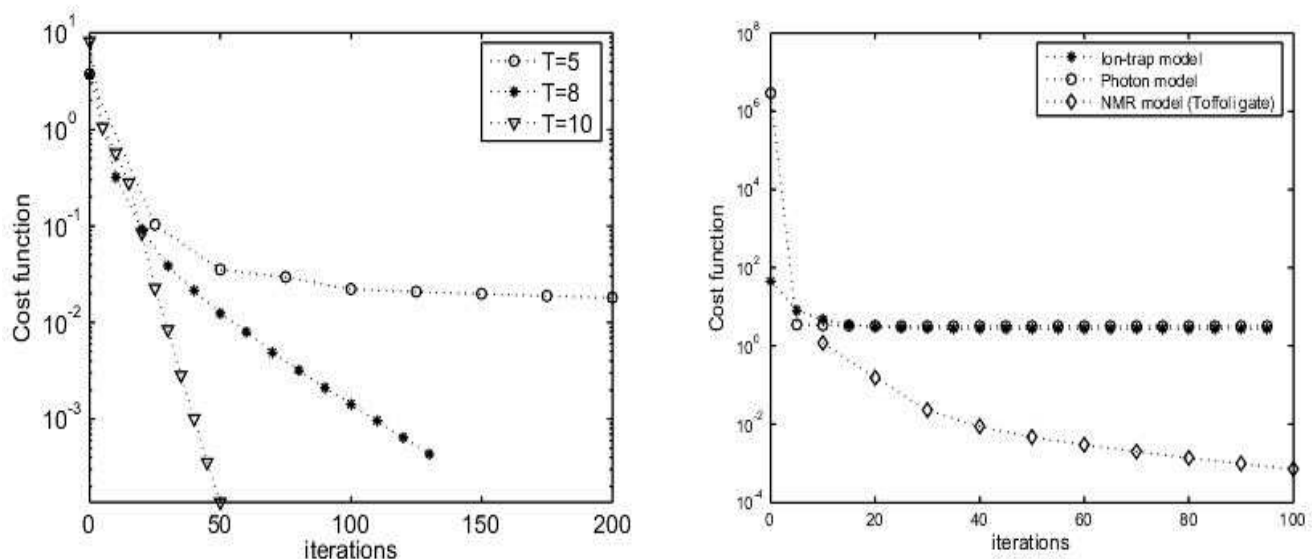 10^1
10^0
10^-1
10^-2
10^-3
Cost function
0 50 100 150 200
iterations
T=5
T=8
T=10
10^8
10^6
10^4
10^2
10^0
10^-2
10^-4
Cost function
0 20 40 60 80 100
iterations
Ion-trap model
Photon model
NMR model (Toffoli gate)